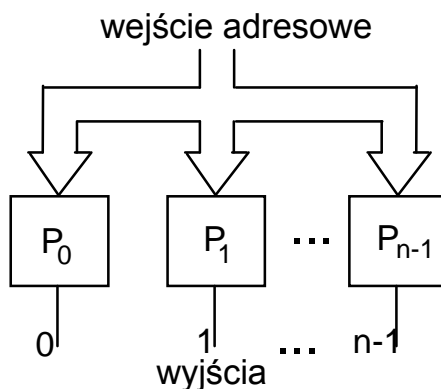 wejście adresowe
P0 P1 ... Pn-1
0 1 ... n-1
wyjścia